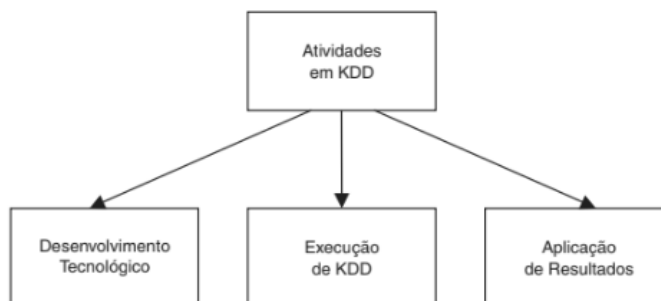 Atividades
em KDD
Desenvolvimento
Tecnológico
Execução
de KDD
Aplicação
de Resultados